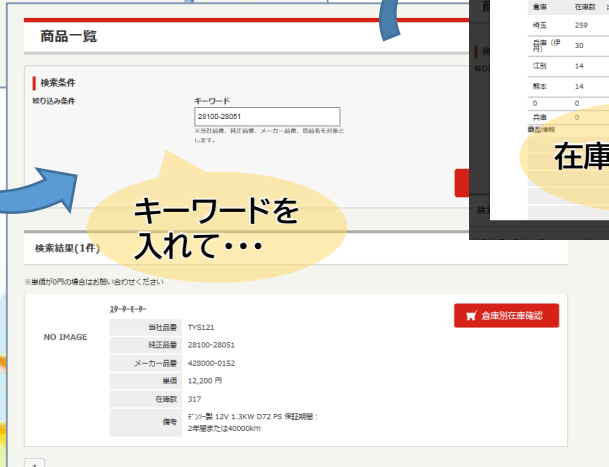 商品一覧
検索条件
絞り込み条件
キーワード
28100-28051
※当社品番、純正品番、メーカー品番、商品名を対象と
します。
キーワードを
入れて・・・
検索結果(1件)
※単価が0円の場合はお問い合わせください
NO IMAGE
ｽﾀｰﾀｰﾓｰﾀｰ
当社品番 TYS121
純正品番 28100-28051
メーカー品番 428000-0152
単価 12,200 円
在庫数 317
備考 ﾃﾞﾝｿｰ製 12V 1.3KW D72 PS 保証期間：
2年間または40000km
倉庫別在庫確認
1
倉庫 在庫数
埼玉 259
兵庫（伊
丹） 30
江別 14
熊本 14
0 0
兵庫 0
商品情報
在庫